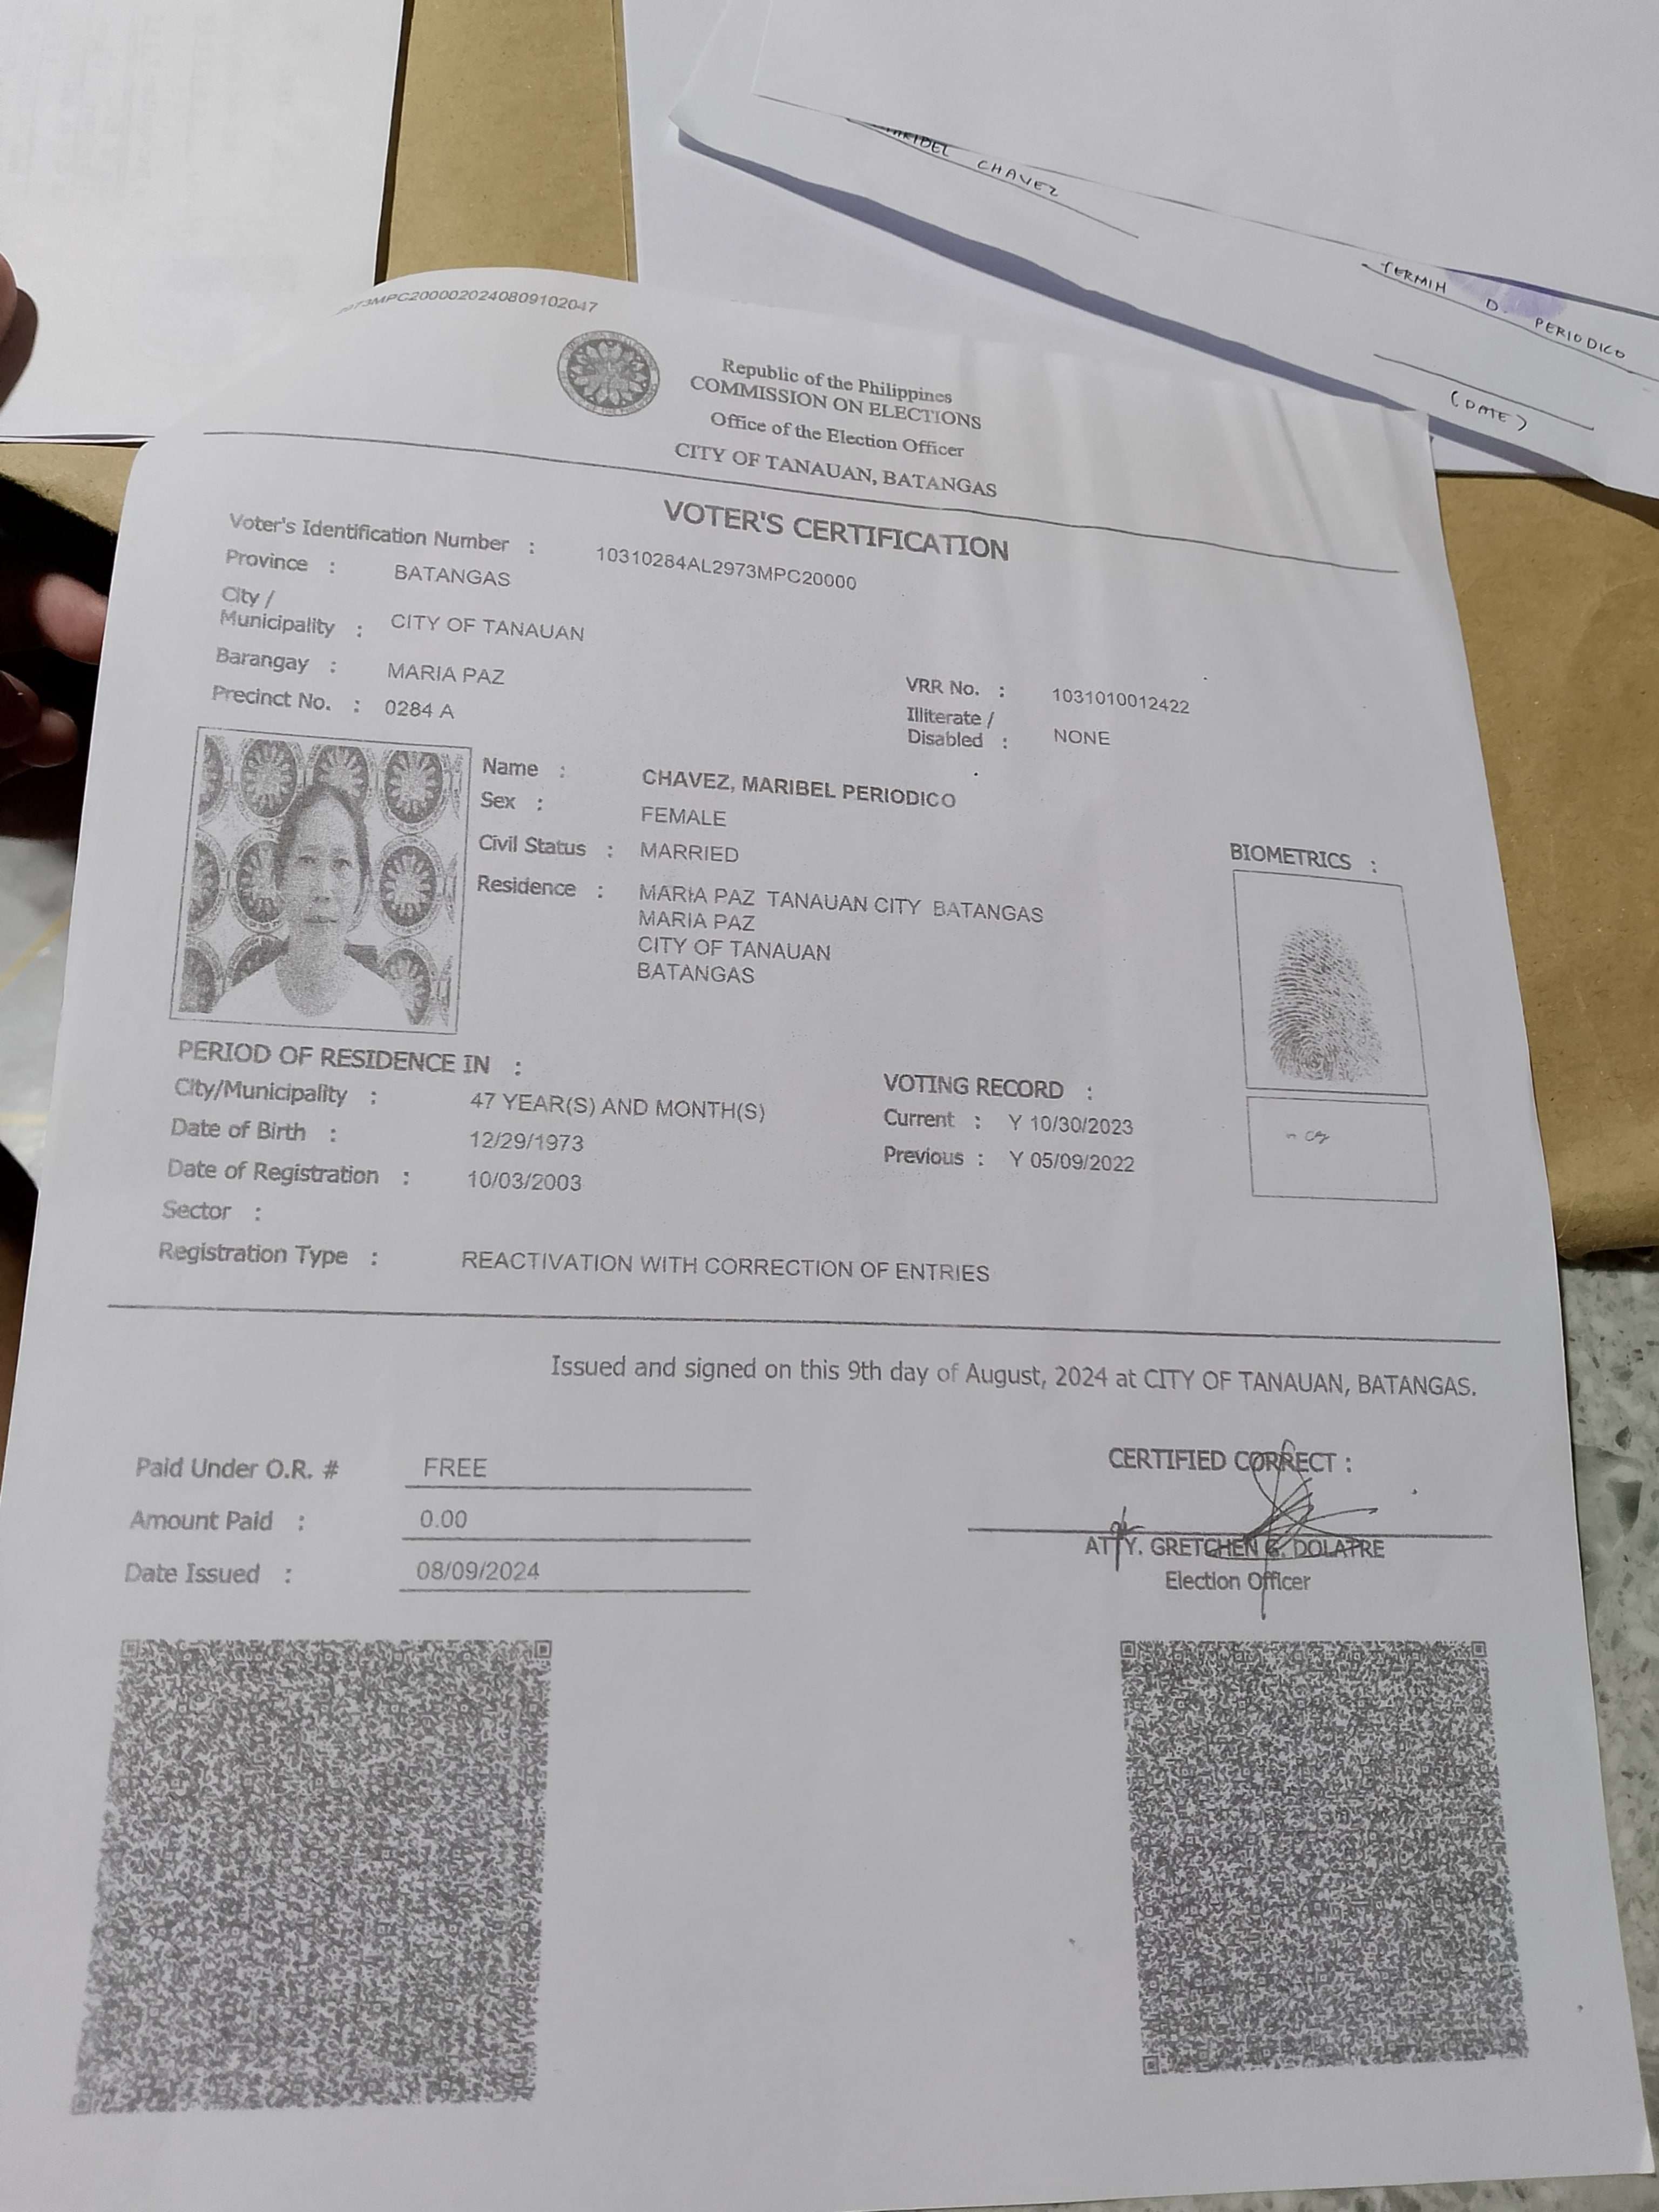 CHAVEZ
TERMIN D. PERIODICO
(DATE)
73MPC2000020240809102047
Republic of the Philippines
COMMISSION ON ELECTIONS
Office of the Election Officer
CITY OF TANAUAN, BATANGAS
VOTER'S CERTIFICATION
Voter's Identification Number : 10310284AL2973MPC20000
Province : BATANGAS
City /
Municipality : CITY OF TANAUAN
Barangay : MARIA PAZ
Precinct No. : 0284 A
VRR No. : 1031010012422
Illiterate /
Disabled : NONE
Name : CHAVEZ, MARIBEL PERIODICO
Sex : FEMALE
Civil Status : MARRIED
Residence : MARIA PAZ TANAUAN CITY BATANGAS
MARIA PAZ
CITY OF TANAUAN
BATANGAS
BIOMETRICS :
PERIOD OF RESIDENCE IN :
City/Municipality : 47 YEAR(S) AND MONTH(S)
Date of Birth : 12/29/1973
Date of Registration : 10/03/2003
Sector :
Registration Type : REACTIVATION WITH CORRECTION OF ENTRIES
VOTING RECORD :
Current : Y 10/30/2023
Previous : Y 05/09/2022
Issued and signed on this 9th day of August, 2024 at CITY OF TANAUAN, BATANGAS.
Paid Under O.R. # FREE
Amount Paid : 0.00
Date Issued : 08/09/2024
CERTIFIED CORRECT :
ATTY. GRETCHEN G. DOLATRE
Election Officer